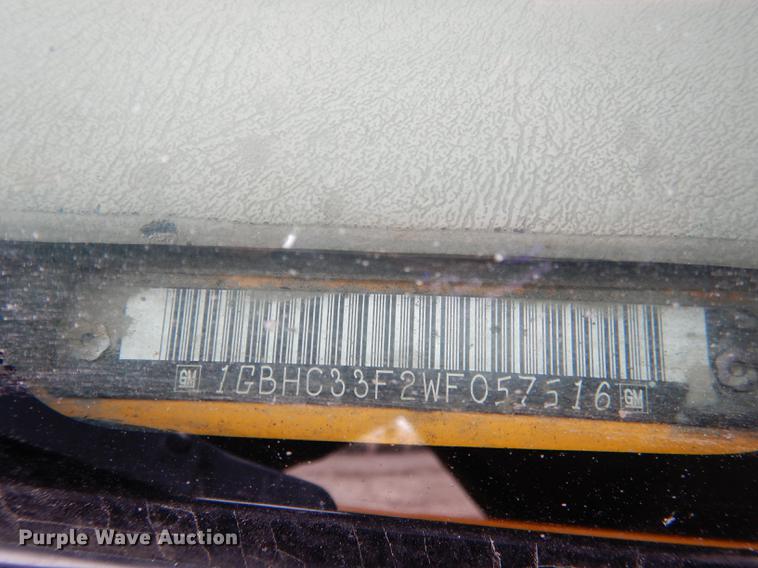 GM 1GBHC33F2WF057516 GM
Purple Wave Auction